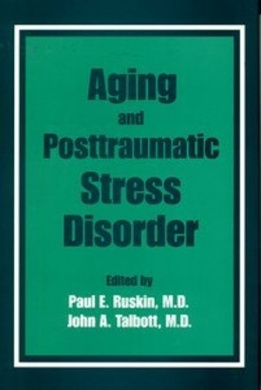 Aging
and
Posttraumatic
Stress
Disorder
Edited by
Paul E. Ruskin, M.D.
John A. Talbott, M.D.